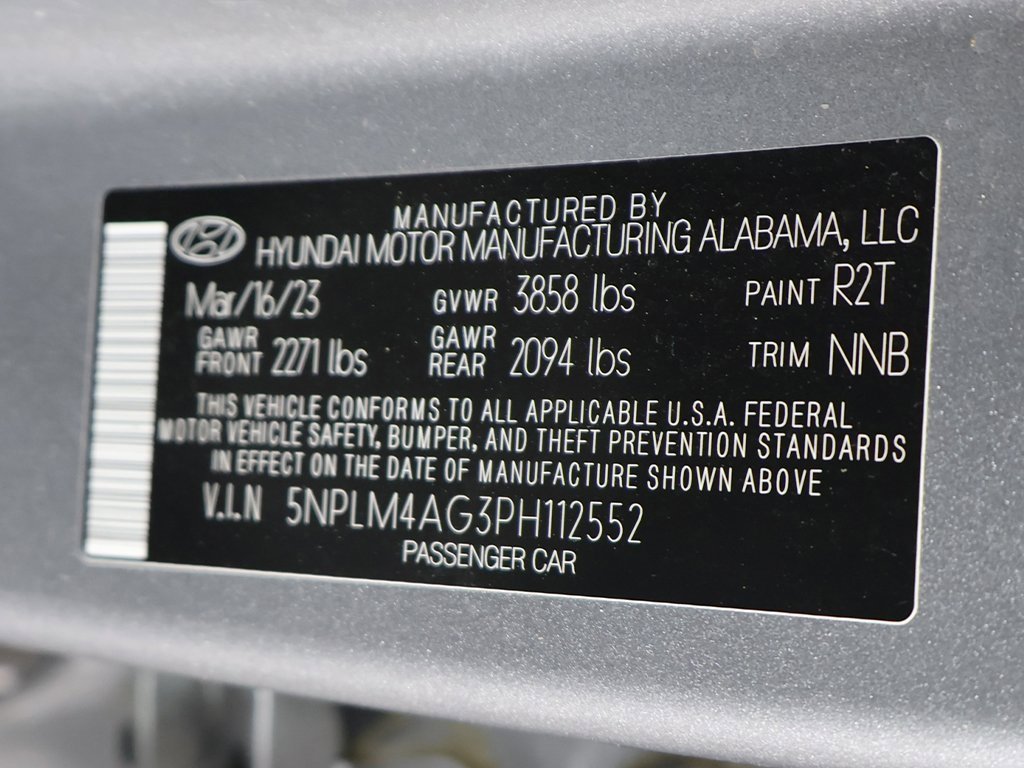 MANUFACTURED BY
HYUNDAI MOTOR MANUFACTURING ALABAMA, LLC
Mar/16/23 GVWR 3858 lbs PAINT R2T
GAWR FRONT 2271 lbs GAWR REAR 2094 lbs TRIM NNB
THIS VEHICLE CONFORMS TO ALL APPLICABLE U.S.A. FEDERAL
MOTOR VEHICLE SAFETY, BUMPER, AND THEFT PREVENTION STANDARDS
IN EFFECT ON THE DATE OF MANUFACTURE SHOWN ABOVE
V.I.N 5NPLM4AG3PH112552
PASSENGER CAR